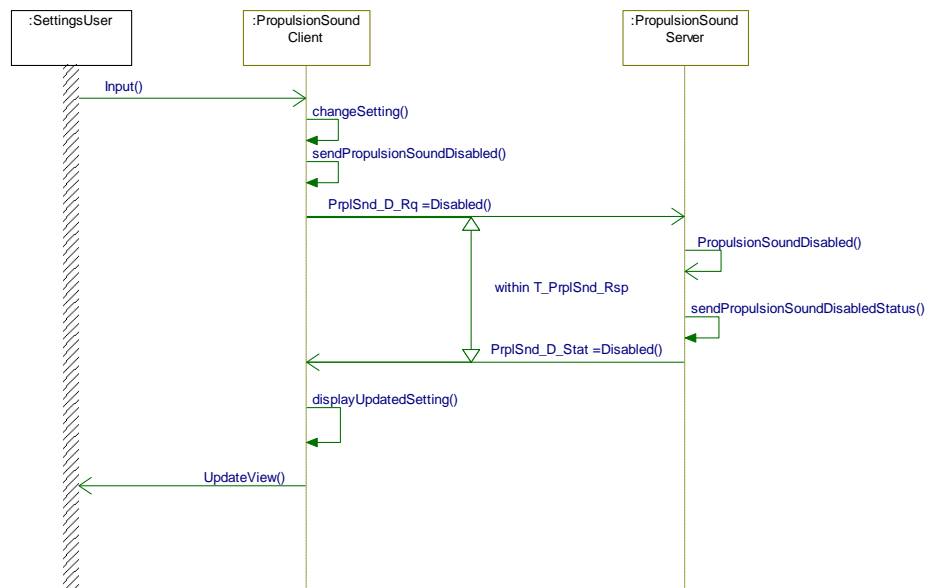 :SettingsUser
:PropulsionSound
Client
:PropulsionSound
Server
Input()
changeSetting()
sendPropulsionSoundDisabled()
PrplSnd_D_Rq =Disabled()
PropulsionSoundDisabled()
within T_PrplSnd_Rsp
sendPropulsionSoundDisabledStatus()
PrplSnd_D_Stat =Disabled()
displayUpdatedSetting()
UpdateView()